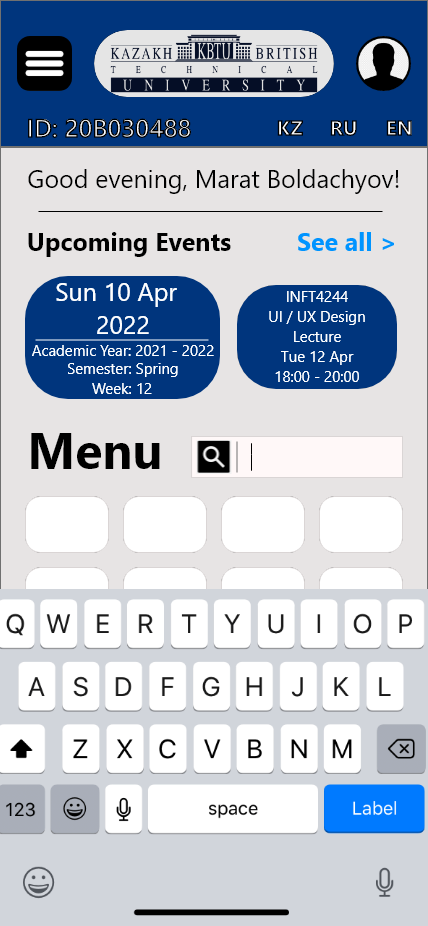 KAZAKH KBTU BRITISH
TECHNICAL
UNIVERSITY
ID: 20B030488 KZ RU EN
Good evening, Marat Boldachyov!
Upcoming Events See all >
Sun 10 Apr
2022
Academic Year: 2021 - 2022
Semester: Spring
Week: 12
INFT4244
UI / UX Design
Lecture
Tue 12 Apr
18:00 - 20:00
Menu
Q W E R T Y U I O P
A S D F G H J K L
Z X C V B N M
123 space Label